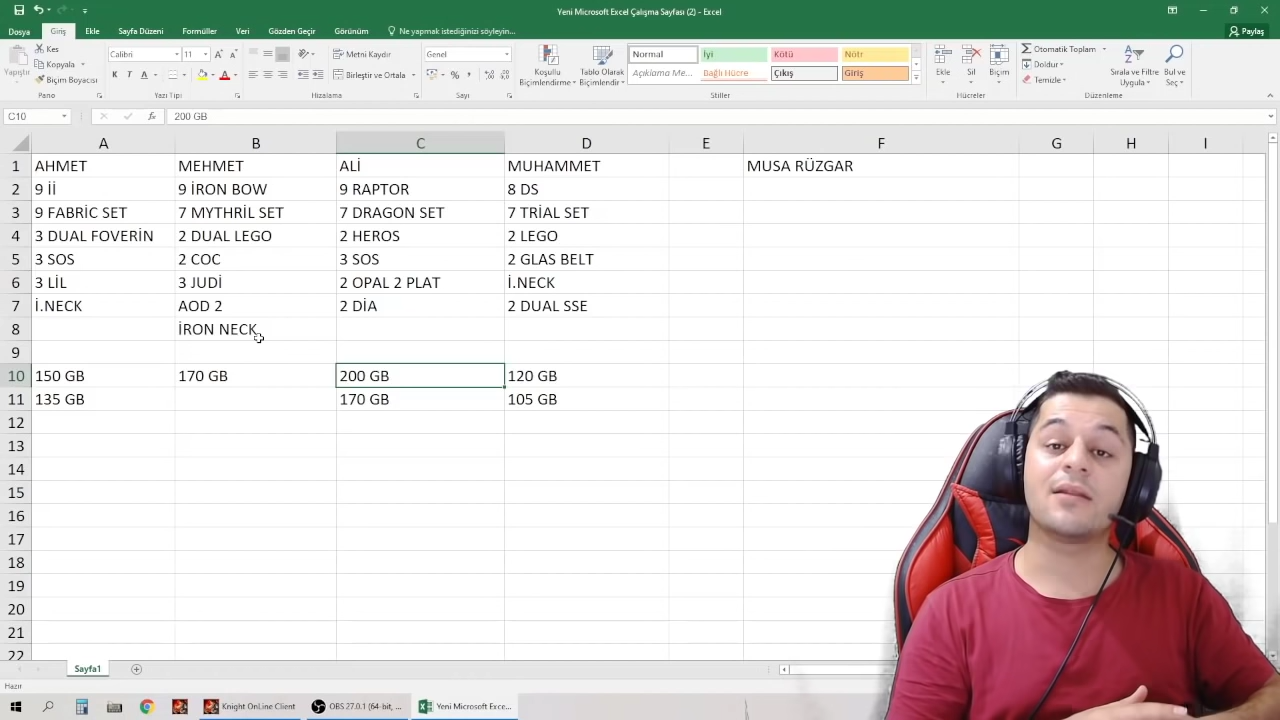 Yeni Microsoft Excel Çalışma Sayfası (2) - Excel
Dosya Giriş Ekle Sayfa Düzeni Formüller Veri Gözden Geçir Görünüm Ne yapmak istediğinizi söyleyin... Paylaş
Yapıştır Kes Kopyala Biçim Boyacısı Pano
Calibri 11 K T A Yazı Tipi
Metni Kaydır Birleştir ve Ortala Hizalama
Genel % Sayı
Koşullu Biçimlendirme Tablo Olarak Biçimlendir
Normal İyi Kötü Nötr
Açıklama Me... Bağlı Hücre Çıkış Giriş
Stiller
Ekle Sil Biçim Hücreler
Otomatik Toplam Doldur Temizle Sırala ve Filtre Uygula Bul ve Seç Düzenleme
C10 fx 200 GB
A B C D E F G H I
1 AHMET MEHMET ALİ MUHAMMET MUSA RÜZGAR
2 9 İİ 9 İRON BOW 9 RAPTOR 8 DS
3 9 FABRİC SET 7 MYTHRİL SET 7 DRAGON SET 7 TRİAL SET
4 3 DUAL FOVERİN 2 DUAL LEGO 2 HEROS 2 LEGO
5 3 SOS 2 COC 3 SOS 2 GLAS BELT
6 3 LİL 3 JUDİ 2 OPAL 2 PLAT İ.NECK
7 İ.NECK AOD 2 2 DİA 2 DUAL SSE
8 İRON NECK
9
10 150 GB 170 GB 200 GB 120 GB
11 135 GB 170 GB 105 GB
12
13
14
15
16
17
18
19
20
21
22
Sayfa1
Hazır
Knight OnLine Client OBS 27.0.1 (64-bit, ... Yeni Microsoft Exce...